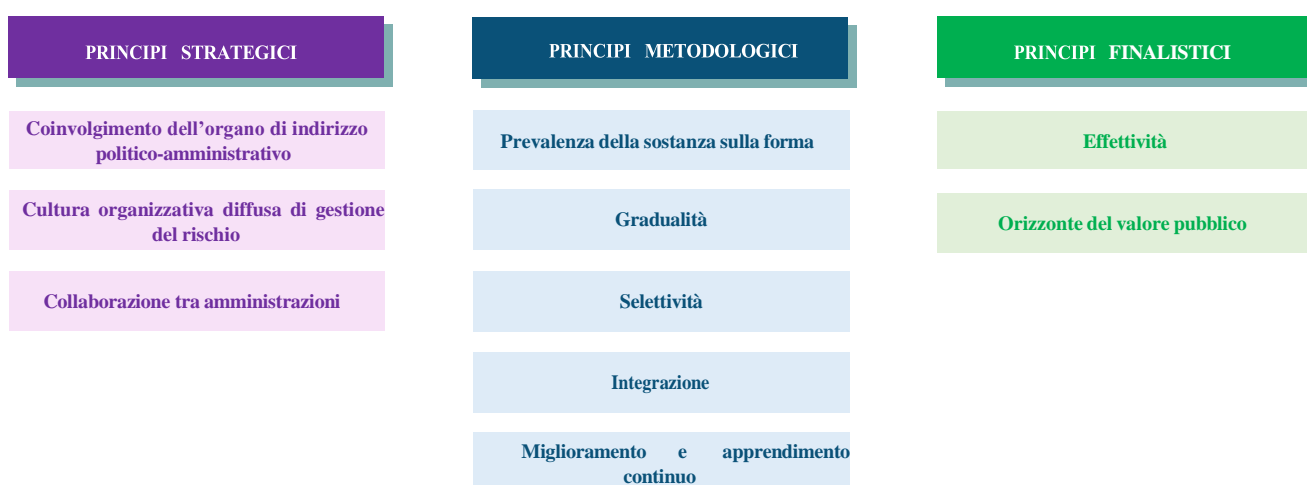 PRINCIPI STRATEGICI
Coinvolgimento dell’organo di indirizzo
politico-amministrativo
Cultura organizzativa diffusa di gestione
del rischio
Collaborazione tra amministrazioni
PRINCIPI METODOLOGICI
Prevalenza della sostanza sulla forma
Gradualità
Selettività
Integrazione
Miglioramento e apprendimento
continuo
PRINCIPI FINALISTICI
Effettività
Orizzonte del valore pubblico